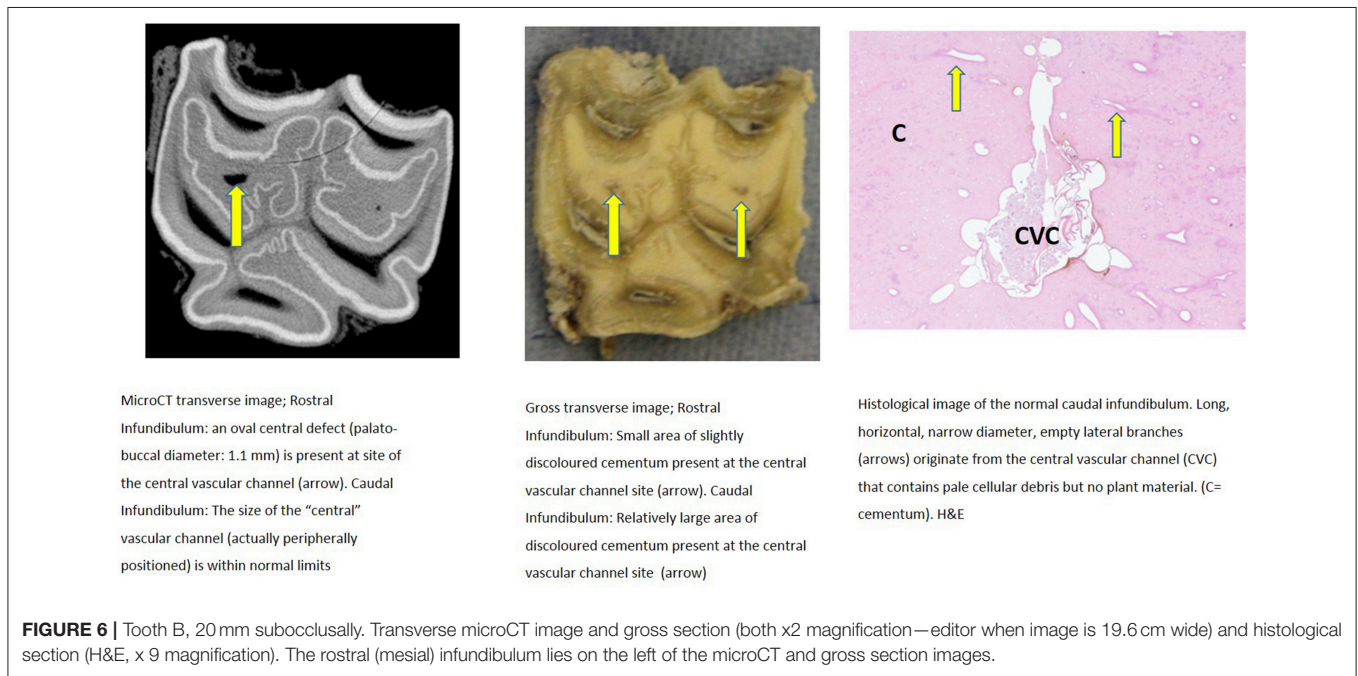 C
CVC
MicroCT transverse image; Rostral
Infundibulum: an oval central defect (palato-
buccal diameter: 1.1 mm) is present at site of
the central vascular channel (arrow). Caudal
Infundibulum: The size of the “central”
vascular channel (actually peripherally
positioned) is within normal limits
Gross transverse image; Rostral
Infundibulum: Small area of slightly
discoloured cementum present at the central
vascular channel site (arrow). Caudal
Infundibulum: Relatively large area of
discoloured cementum present at the central
vascular channel site (arrow)
Histological image of the normal caudal infundibulum. Long,
horizontal, narrow diameter, empty lateral branches
(arrows) originate from the central vascular channel (CVC)
that contains pale cellular debris but no plant material. (C=
cementum). H&E
FIGURE 6 | Tooth B, 20 mm subocclusally. Transverse microCT image and gross section (both x2 magnification—editor when image is 19.6 cm wide) and histological
section (H&E, x 9 magnification). The rostral (mesial) infundibulum lies on the left of the microCT and gross section images.